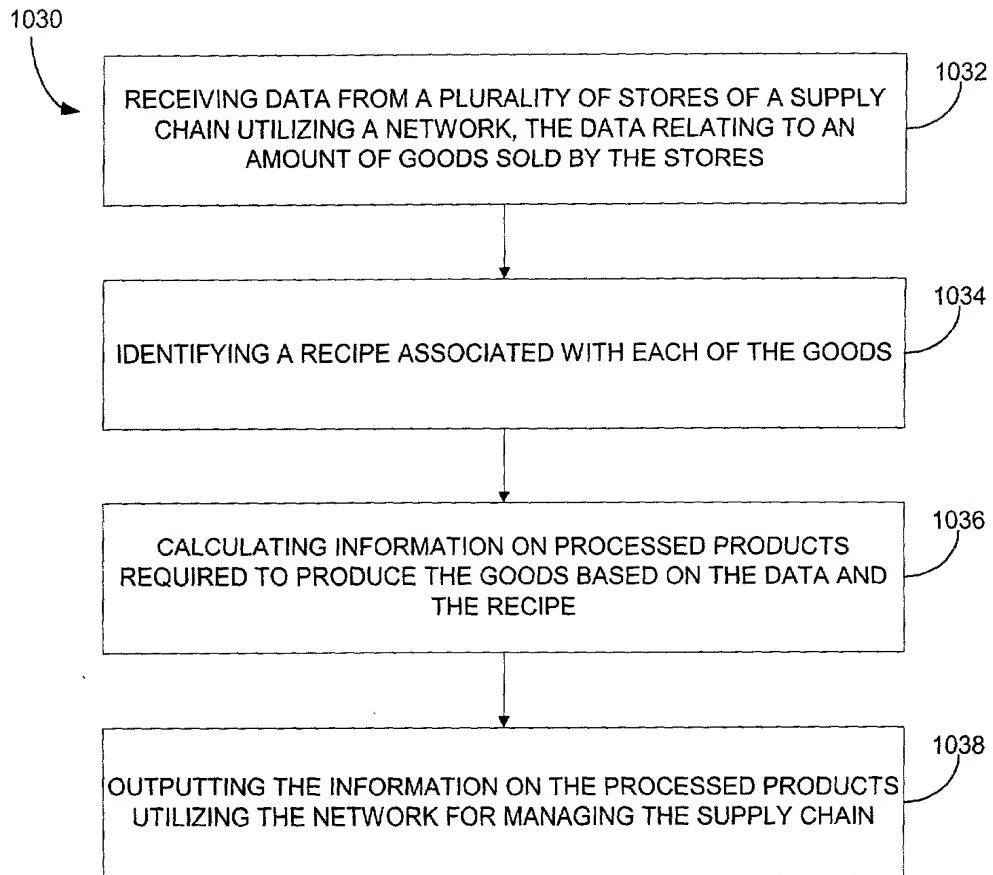 1030
1032
RECEIVING DATA FROM A PLURALITY OF STORES OF A SUPPLY
CHAIN UTILIZING A NETWORK, THE DATA RELATING TO AN
AMOUNT OF GOODS SOLD BY THE STORES
1034
IDENTIFYING A RECIPE ASSOCIATED WITH EACH OF THE GOODS
1036
CALCULATING INFORMATION ON PROCESSED PRODUCTS
REQUIRED TO PRODUCE THE GOODS BASED ON THE DATA AND
THE RECIPE
1038
OUTPUTTING THE INFORMATION ON THE PROCESSED PRODUCTS
UTILIZING THE NETWORK FOR MANAGING THE SUPPLY CHAIN